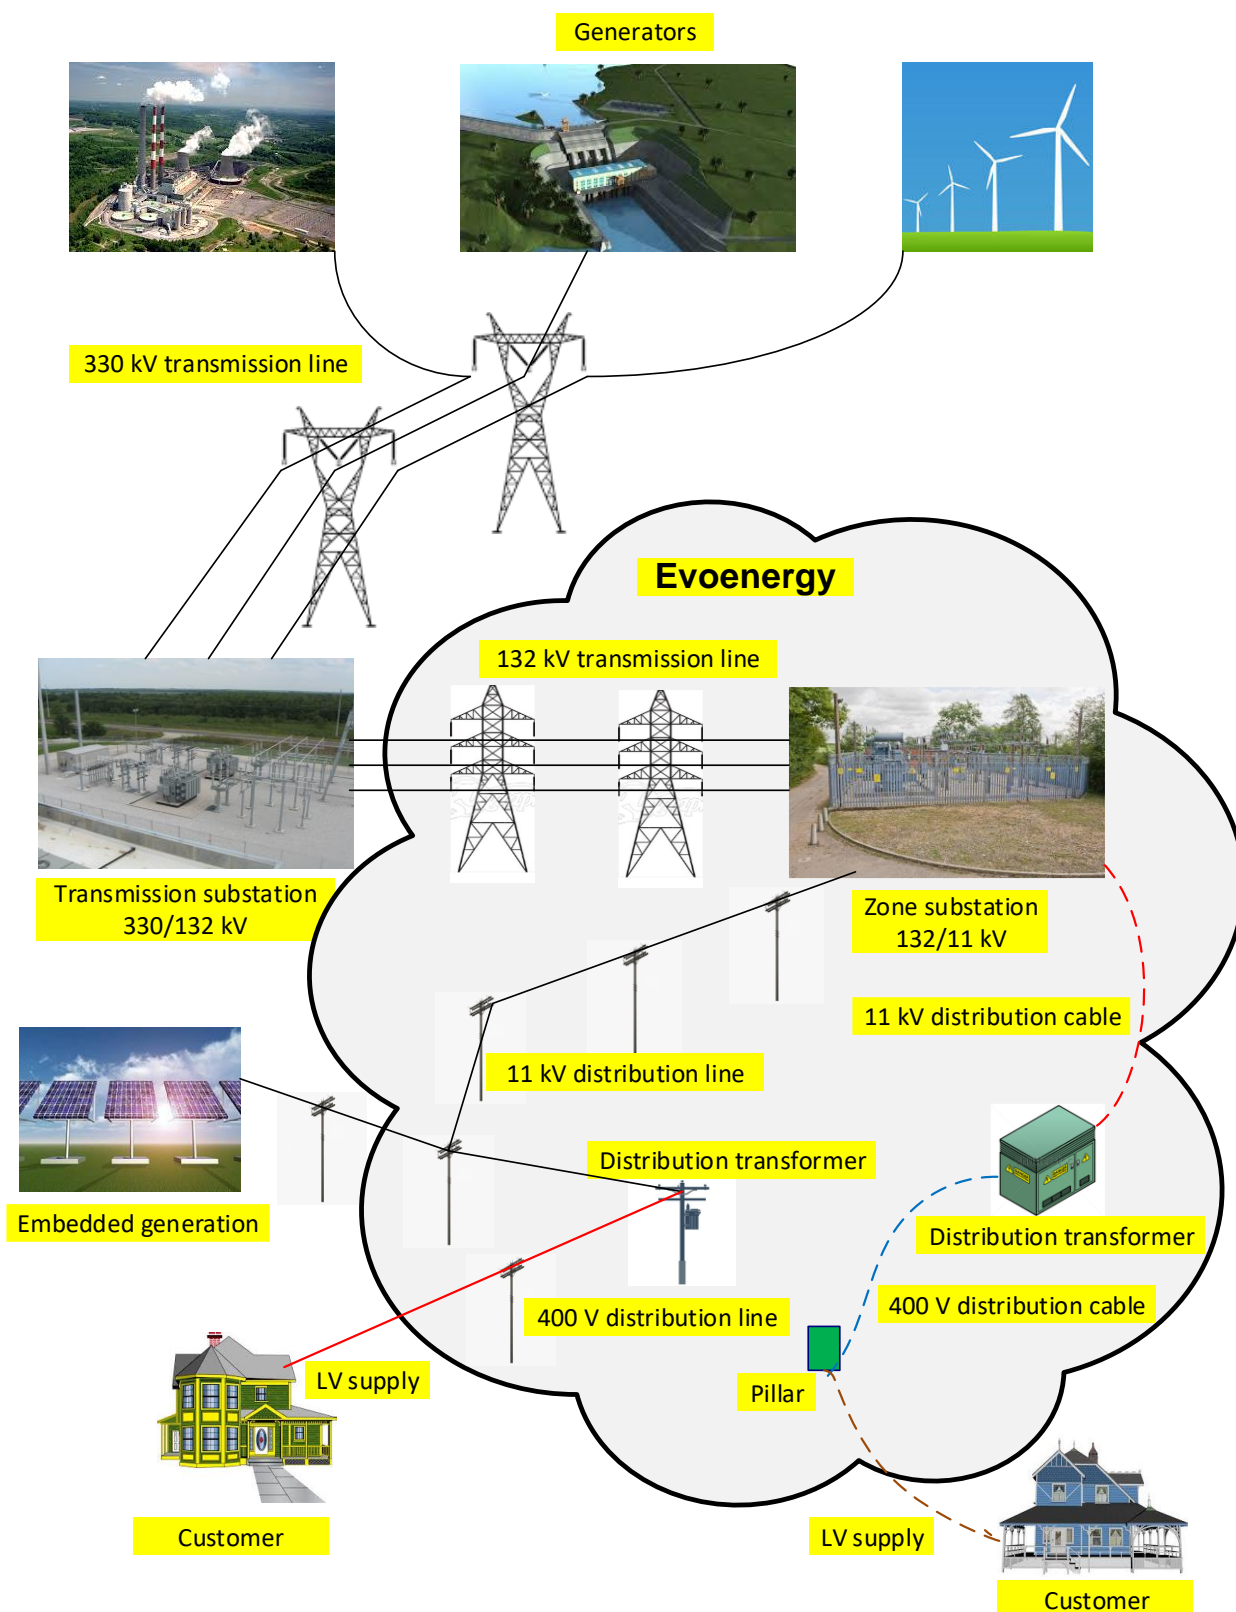 Generators
330 kV transmission line
Evoenergy
132 kV transmission line
Transmission substation
330/132 kV
Zone substation
132/11 kV
11 kV distribution cable
11 kV distribution line
Distribution transformer
Embedded generation
Distribution transformer
400 V distribution cable
400 V distribution line
LV supply
Pillar
Customer
LV supply
Customer